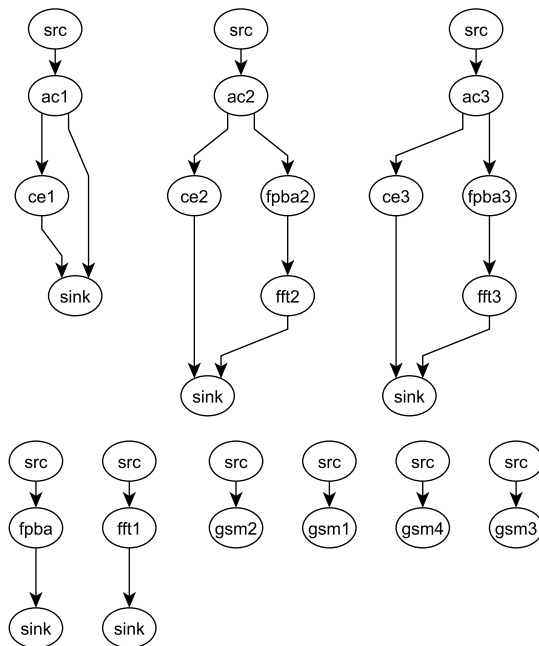 src src src
ac1 ac2 ac3
ce1 ce2 fpba2 ce3 fpba3
sink fft2 fft3
sink sink
src src src src src src
fpba fft1 gsm2 gsm1 gsm4 gsm3
sink sink